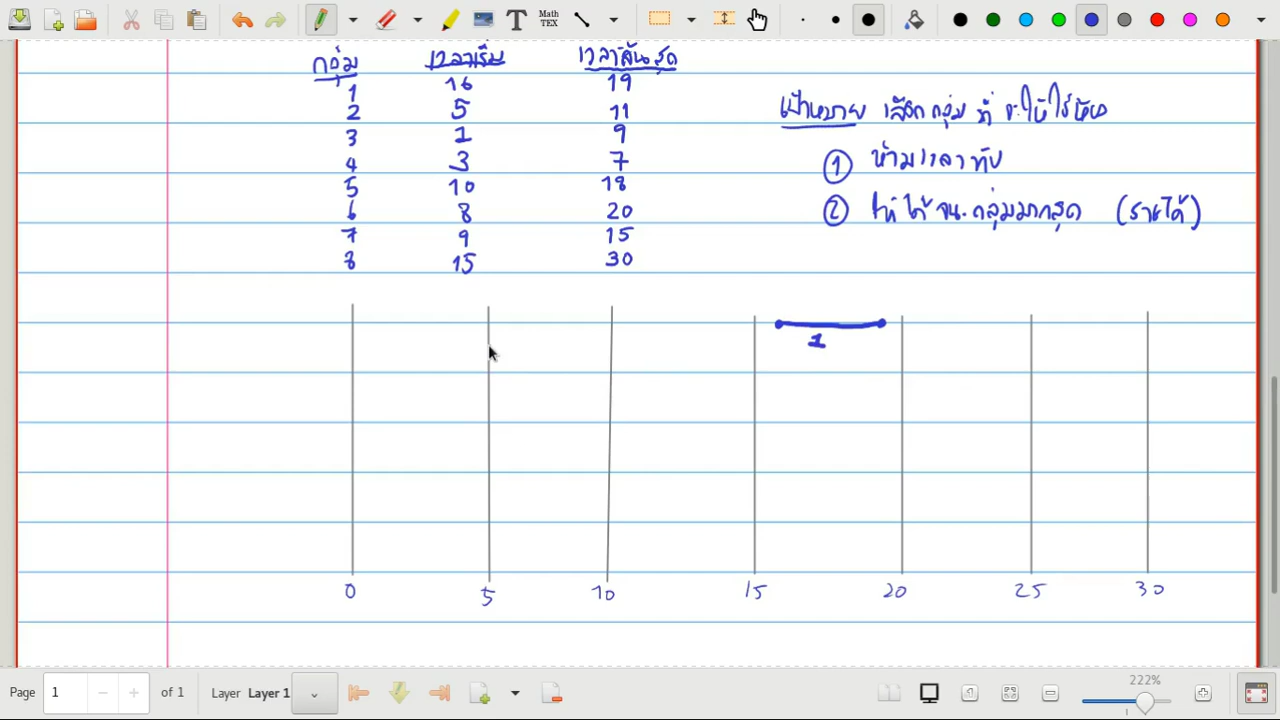 Math
TEX
กลุ่ม เวลาเริ่ม เวลาสิ้นสุด
1 16 19
2 5 11
3 1 9
4 3 7
5 10 18
6 8 20
7 9 15
8 15 30
เป้าหมาย เลือกกลุ่มที่จะให้ใช้ห้อง
① ห้ามเวลาทับ
② ให้ได้จน.กลุ่มมากสุด (รายได้)
1
0 5 10 15 20 25 30
Page 1 of 1 Layer Layer 1 222%